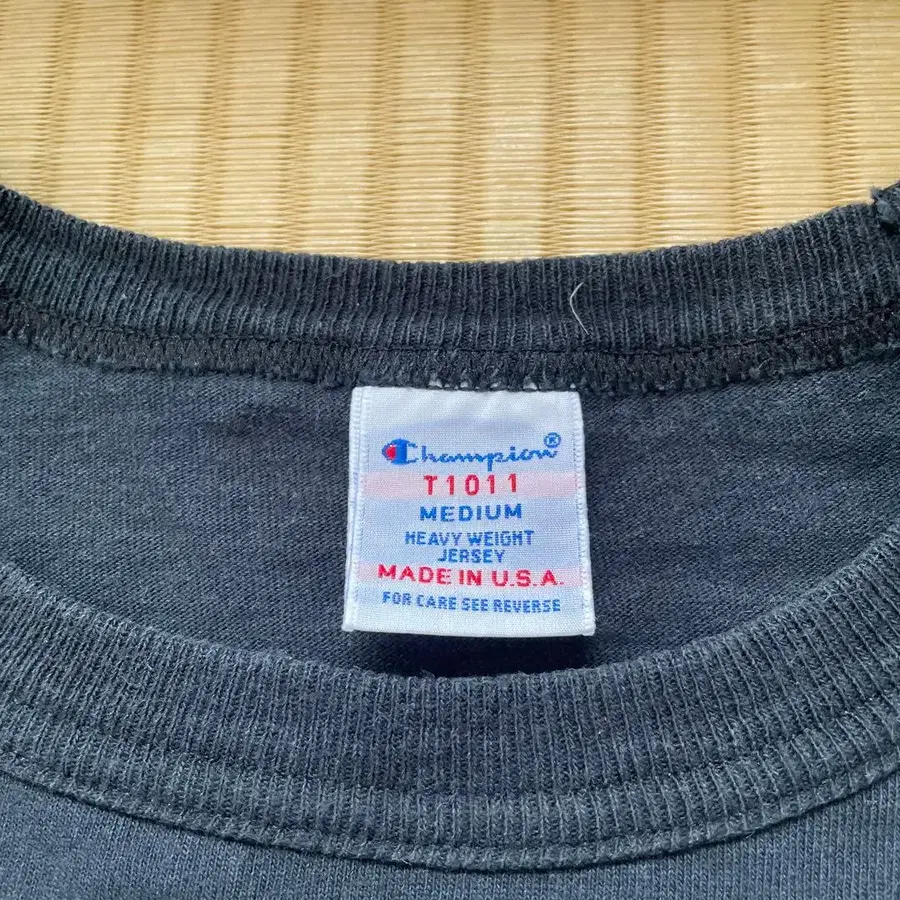 Champion®
T1011
MEDIUM
HEAVY WEIGHT
JERSEY
MADE IN U.S.A.
FOR CARE SEE REVERSE